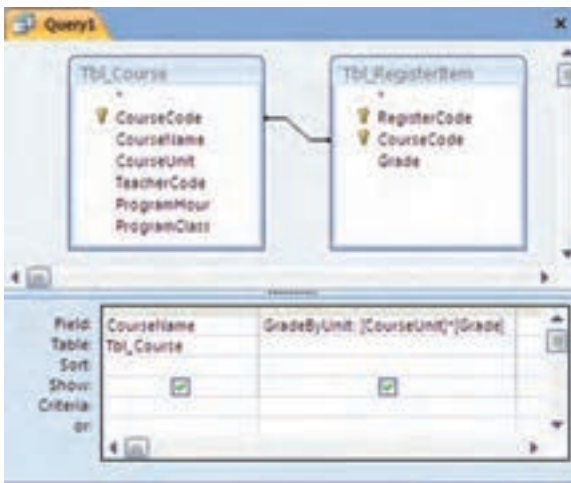 Query1
Tbl_Course
*
CourseCode
CourseName
CourseUnit
TeacherCode
ProgramHour
ProgramClass
Tbl_RegisterItem
*
RegisterCode
CourseCode
Grade
Field: CourseName GradeByUnit: [CourseUnit]*[Grade]
Table: Tbl_Course
Sort:
Show:
Criteria:
or: